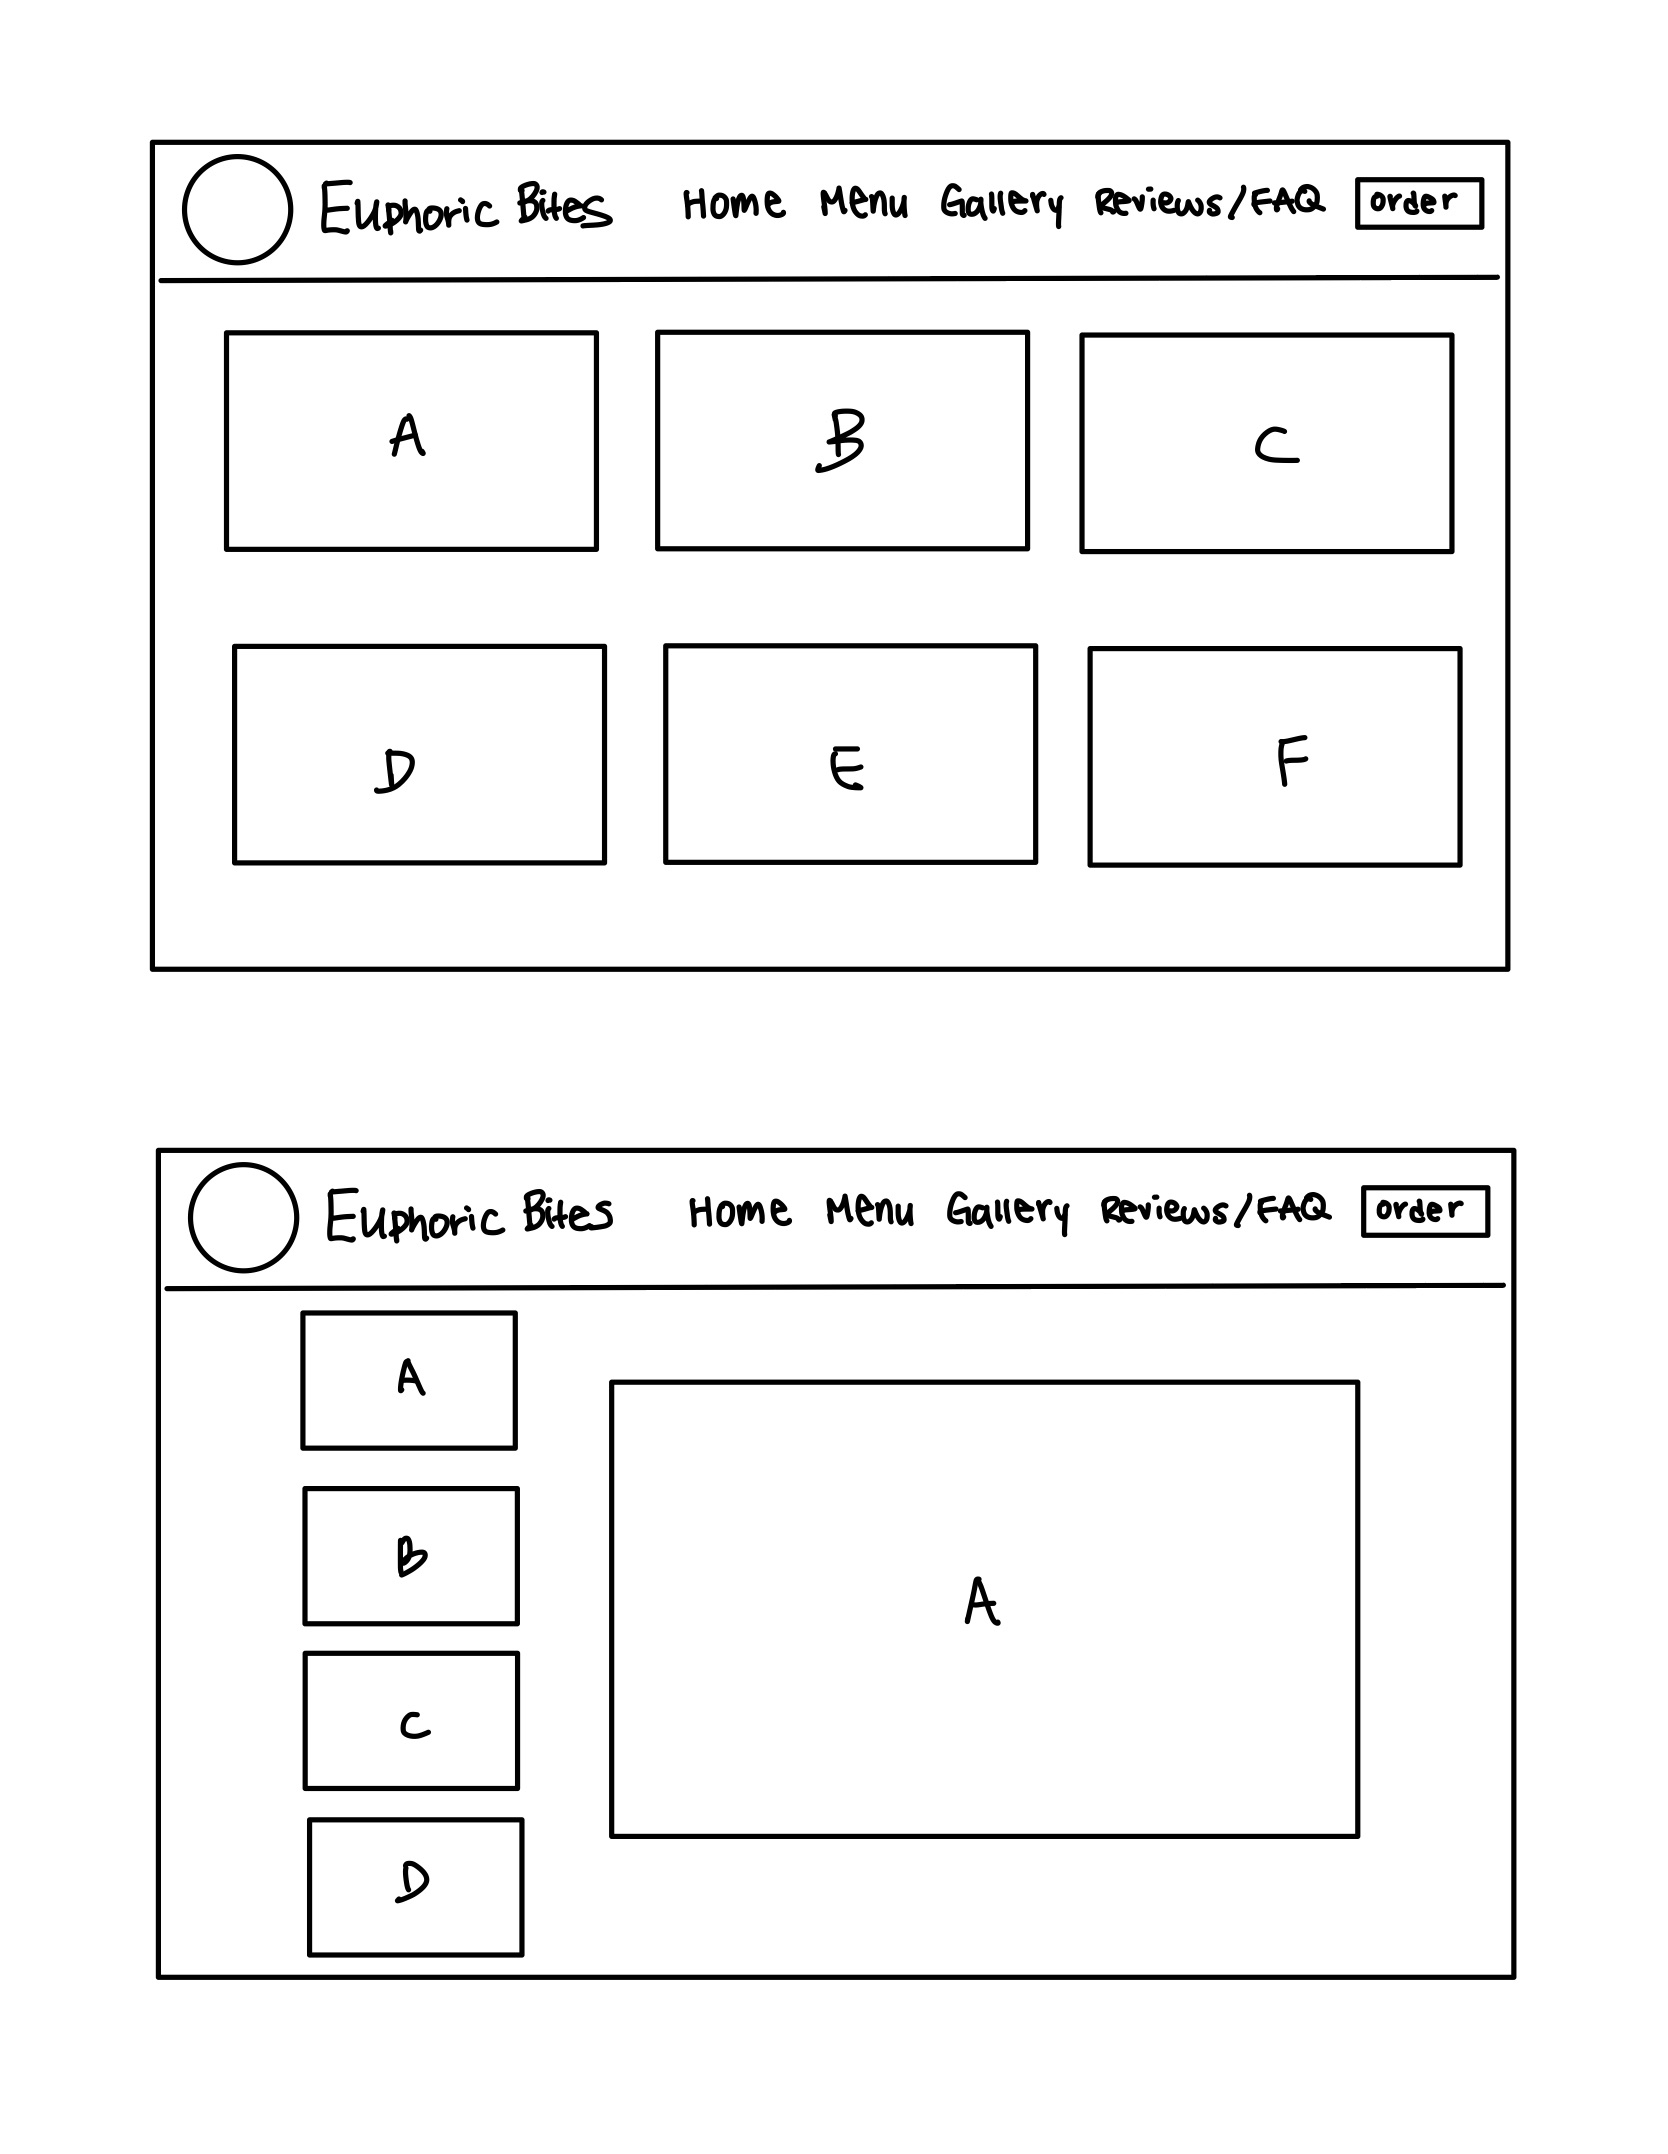 Euphoric Bites Home Menu Gallery Reviews/FAQ order
A B C
D E F
Euphoric Bites Home Menu Gallery Reviews/FAQ order
A
B
A
C
D